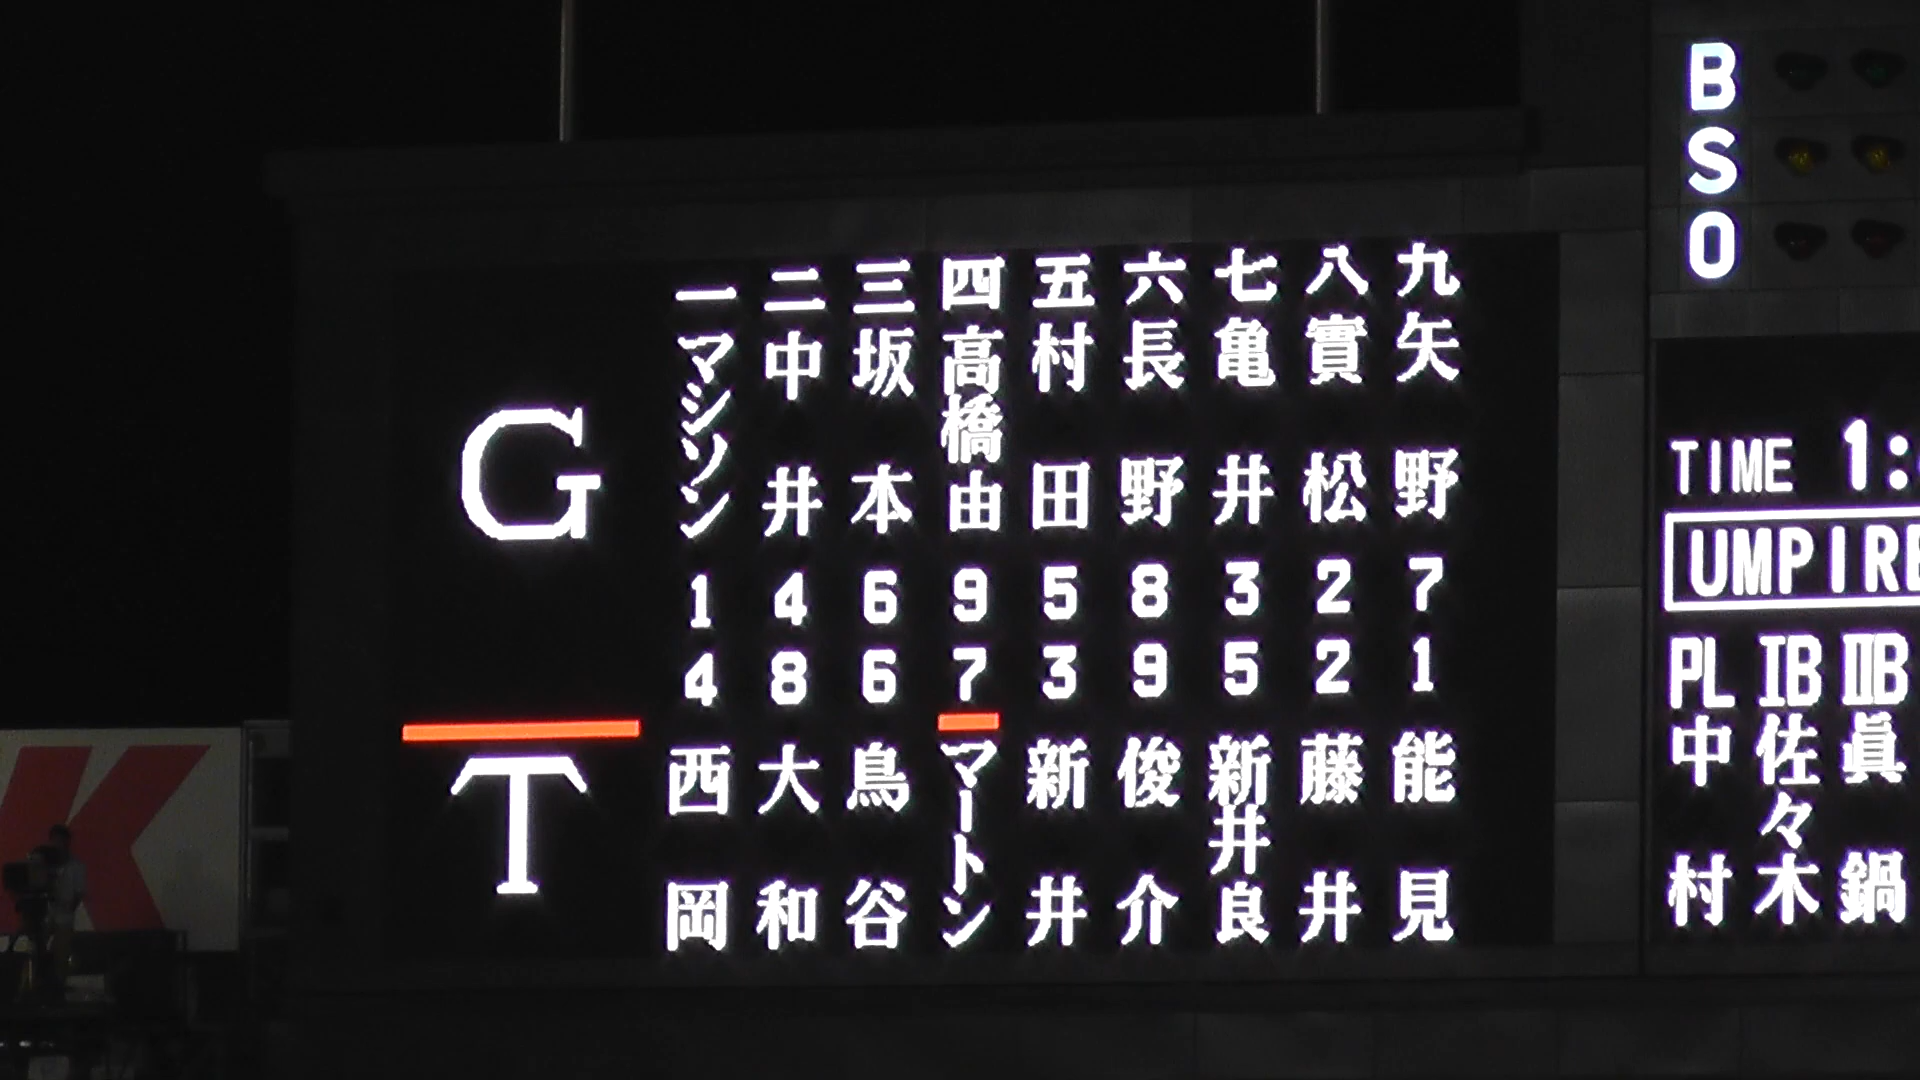 B
S
O
一 二 三 四 五 六 七 八 九
マシソン 中井 坂本 高橋由 村田 長野 亀井 實松 矢野
G
1 4 6 9 5 8 3 2 7
4 8 6 7 3 9 5 2 1
T
西岡 大和 鳥谷 マートン 新井 俊介 新井良 藤井 能見
TIME 1:
UMPIRE
PL IB IIB
中村 佐々木 眞鍋
K